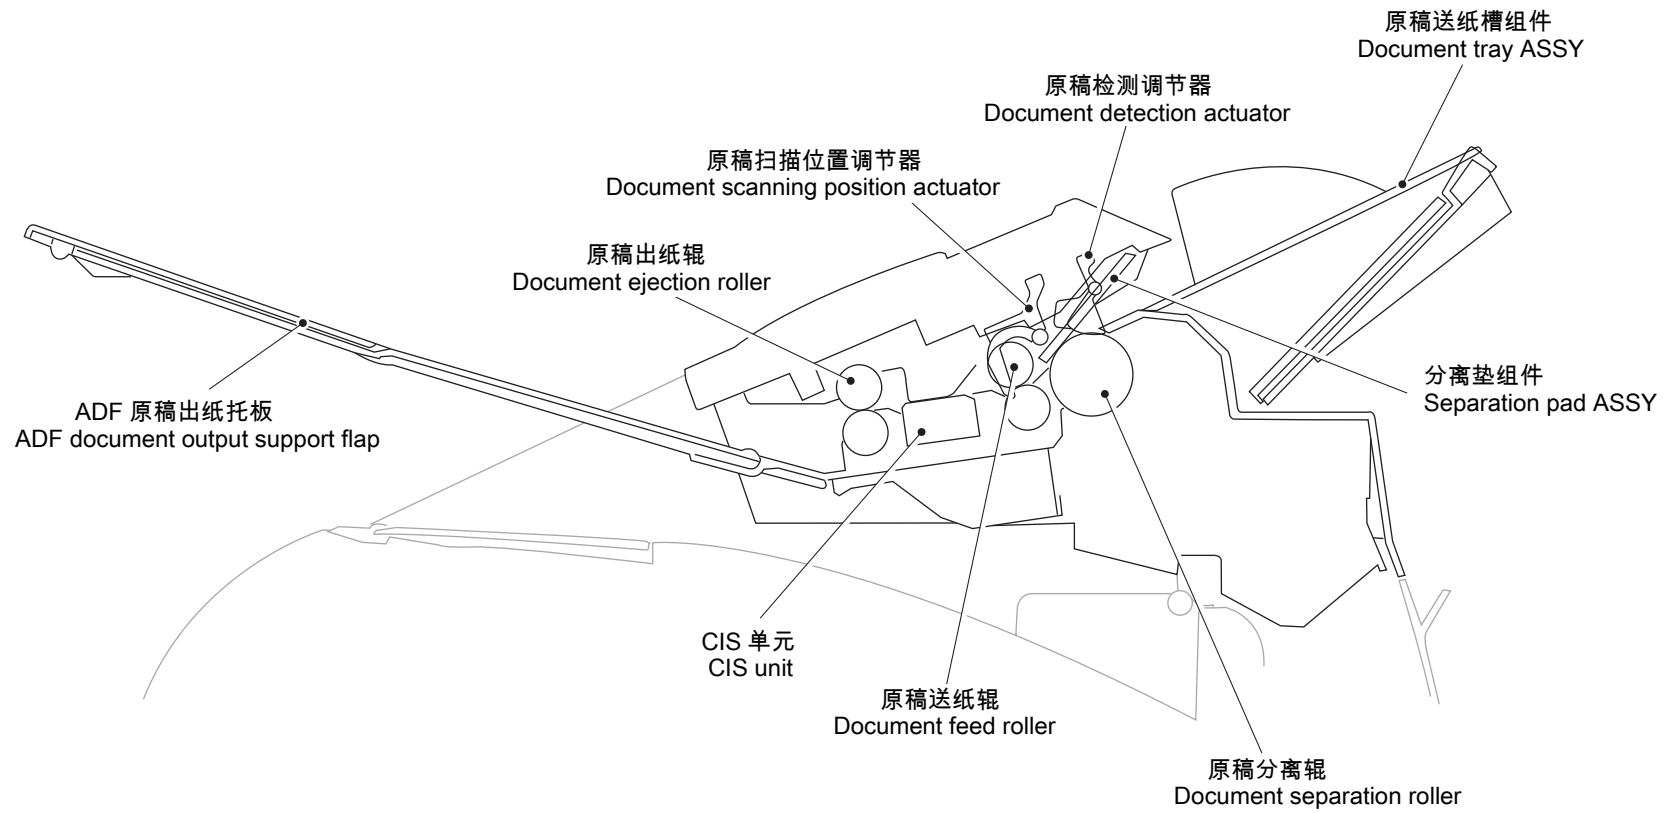 原稿送纸槽组件
Document tray ASSY
原稿检测调节器
Document detection actuator
原稿扫描位置调节器
Document scanning position actuator
原稿出纸辊
Document ejection roller
分离垫组件
Separation pad ASSY
ADF 原稿出纸托板
ADF document output support flap
CIS 单元
CIS unit
原稿送纸辊
Document feed roller
原稿分离辊
Document separation roller